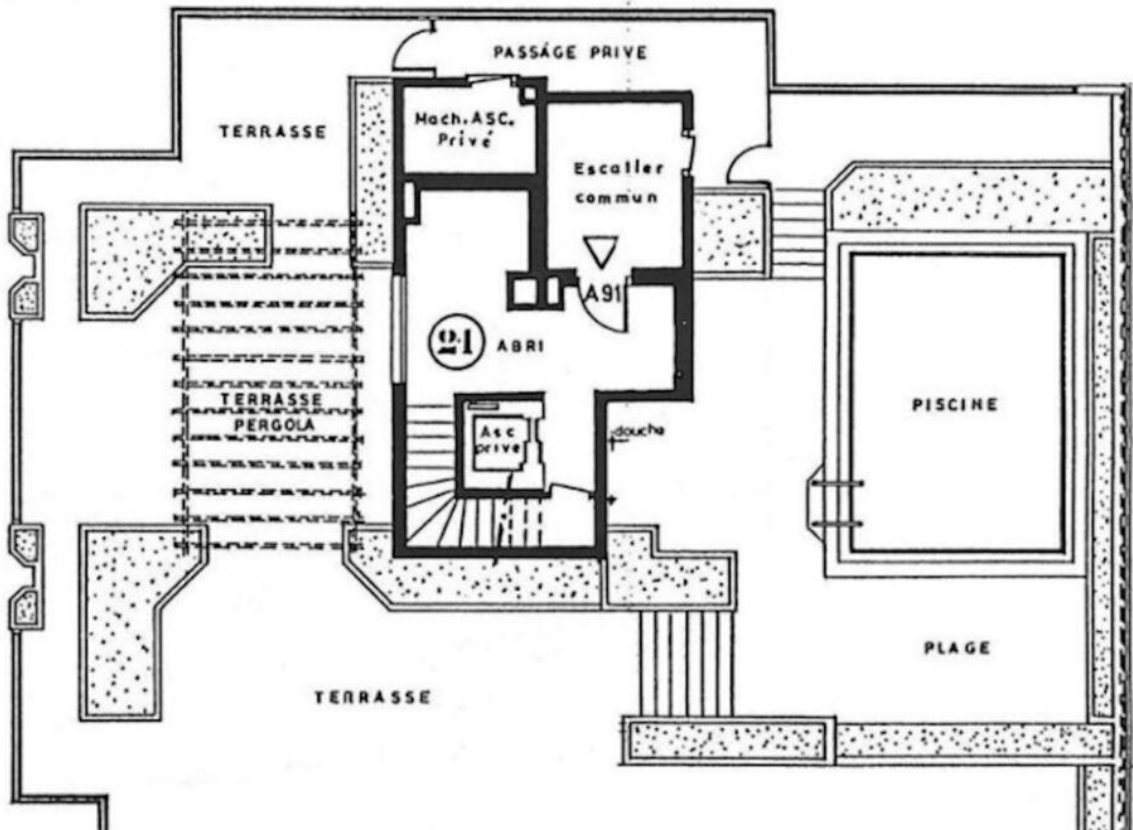 PASSAGE PRIVE
TERRASSE
Mach. ASC.
Privé
Escalier
commun
A91
21
ABRI
TERRASSE
PERGOLA
Asc
privé
douche
PISCINE
PLAGE
TERRASSE